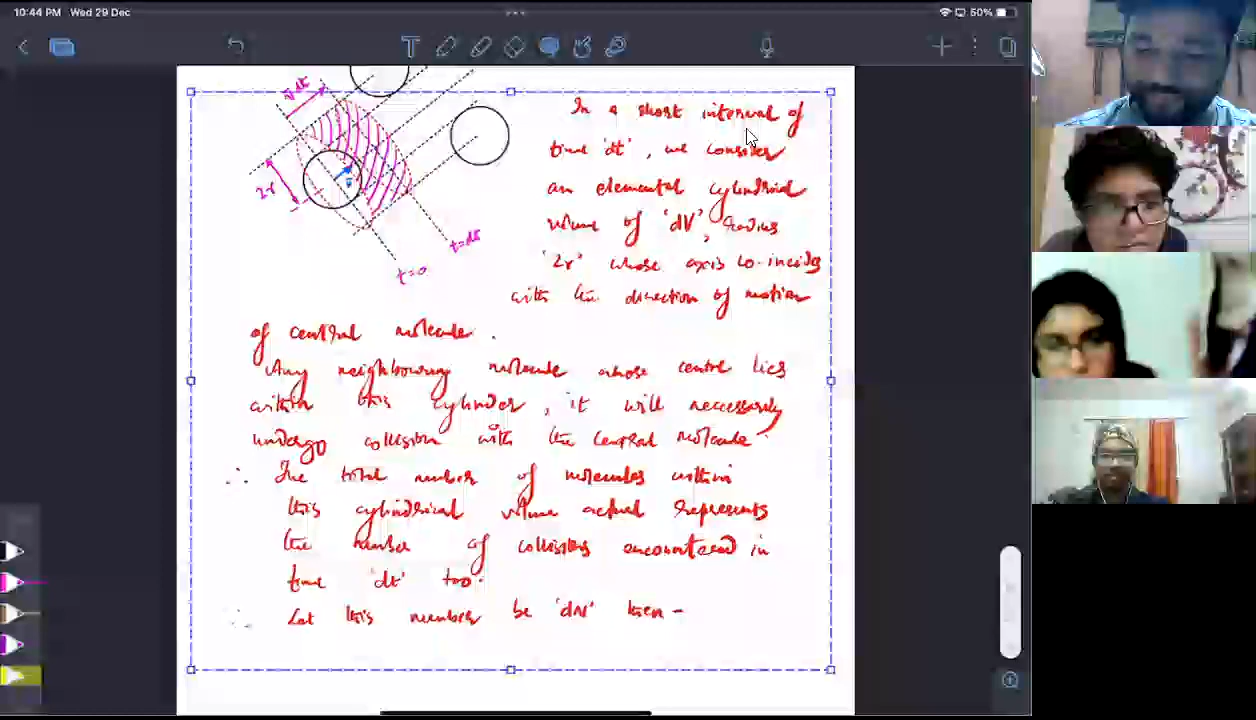 10:44 PM Wed 29 Dec
50%
T
v̄dt
2r
v̄
t=dt
t=0
In a short interval of
time 'dt', we consider
an elemental cylindrical
volume of 'dV', radius
'2r' whose axis co-incides
with the direction of motion
of central molecule.
Any neighbouring molecule whose centre lies
within this cylinder, it will necessarily
undergo collision with the central molecule.
∴ The total number of molecules within
this cylindrical volume actual represents
the number of collisions encountered in
time 'dt' too.
∴ Let this number be 'dN' then -